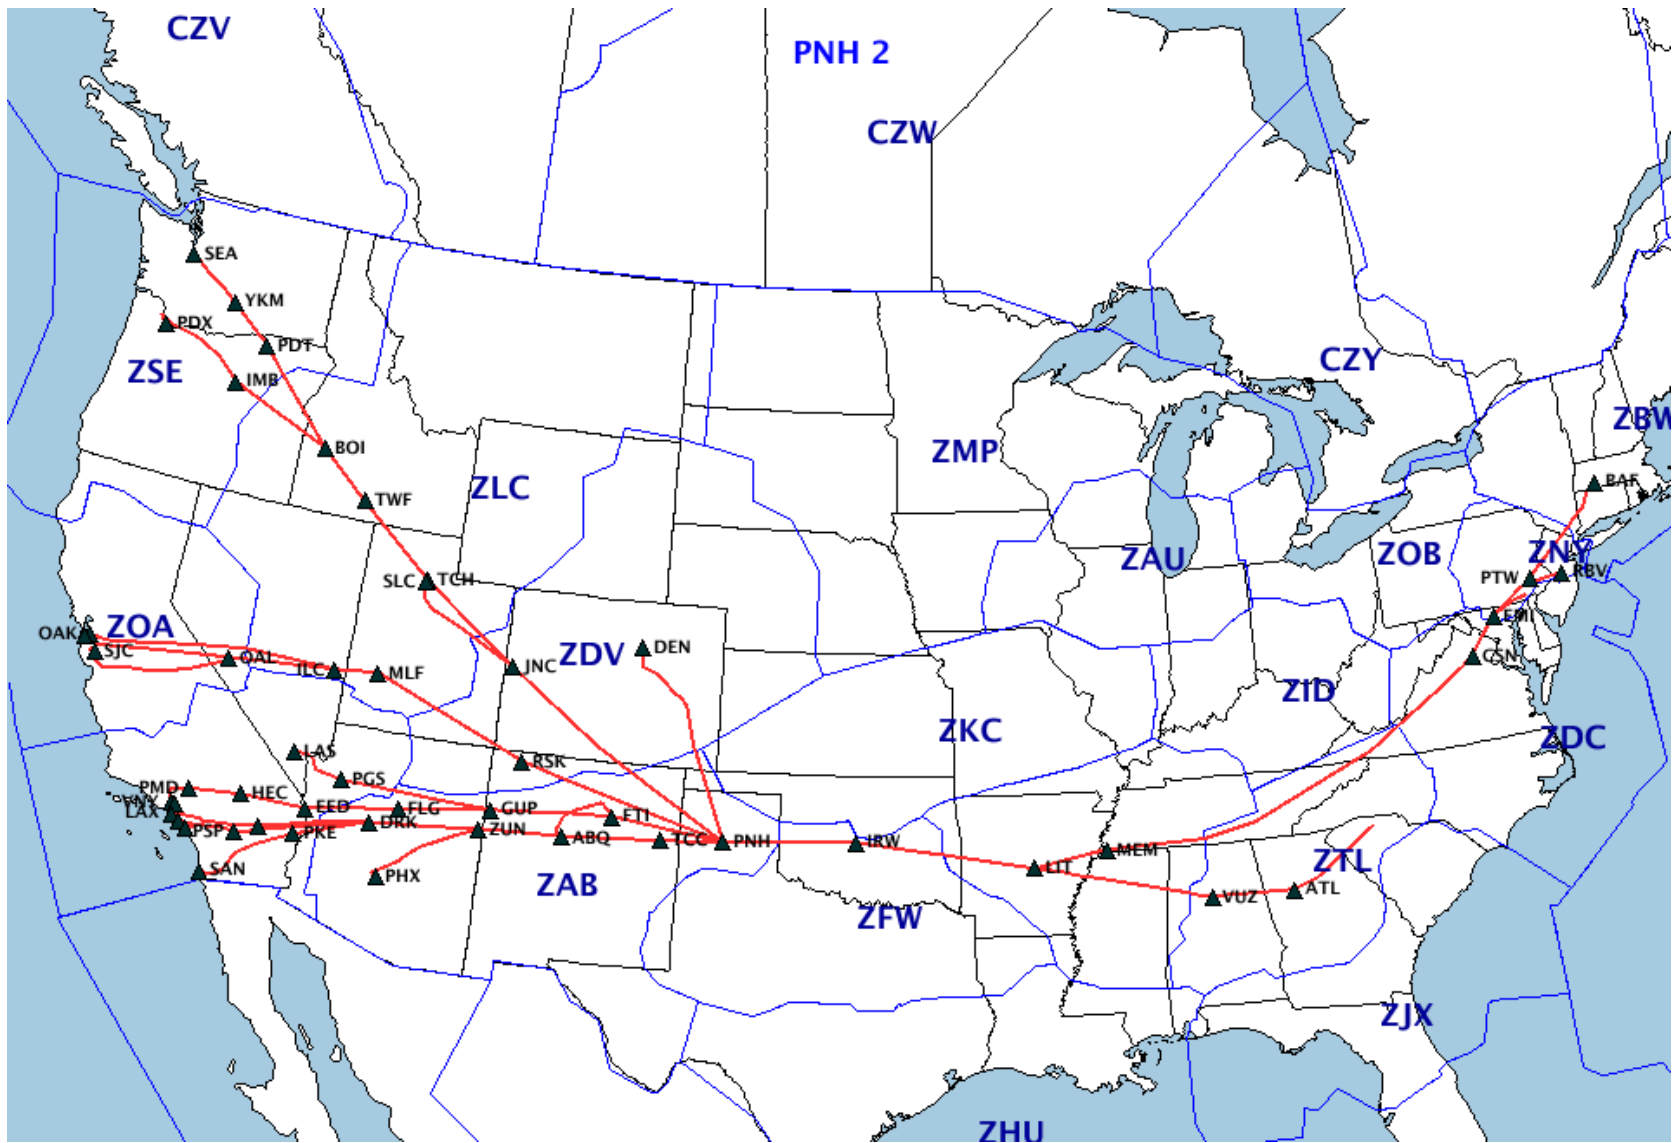 CZV
PNH 2
CZW
SEA
YKM
PDX
PDT
ZSE
CZY
IMB
ZBW
BOI
ZMP
ZLC
BAF
TWF
ZAU
ZOB
ZNY
SLC
TCH
PTW
RBV
EMI
OAK
ZOA
SJC
OAL
ILC
MLF
JNC
ZDV
DEN
CSN
ZID
ZKC
ZDC
LAS
RSK
PGS
PMD
HEC
LAX
EED
FLG
GUP
FTI
DRK
PSP
PKE
ZUN
ABQ
TCC
PNH
IRW
MEM
LIT
ZTL
SAN
PHX
ZAB
VUZ
ATL
ZFW
ZJX
ZHU